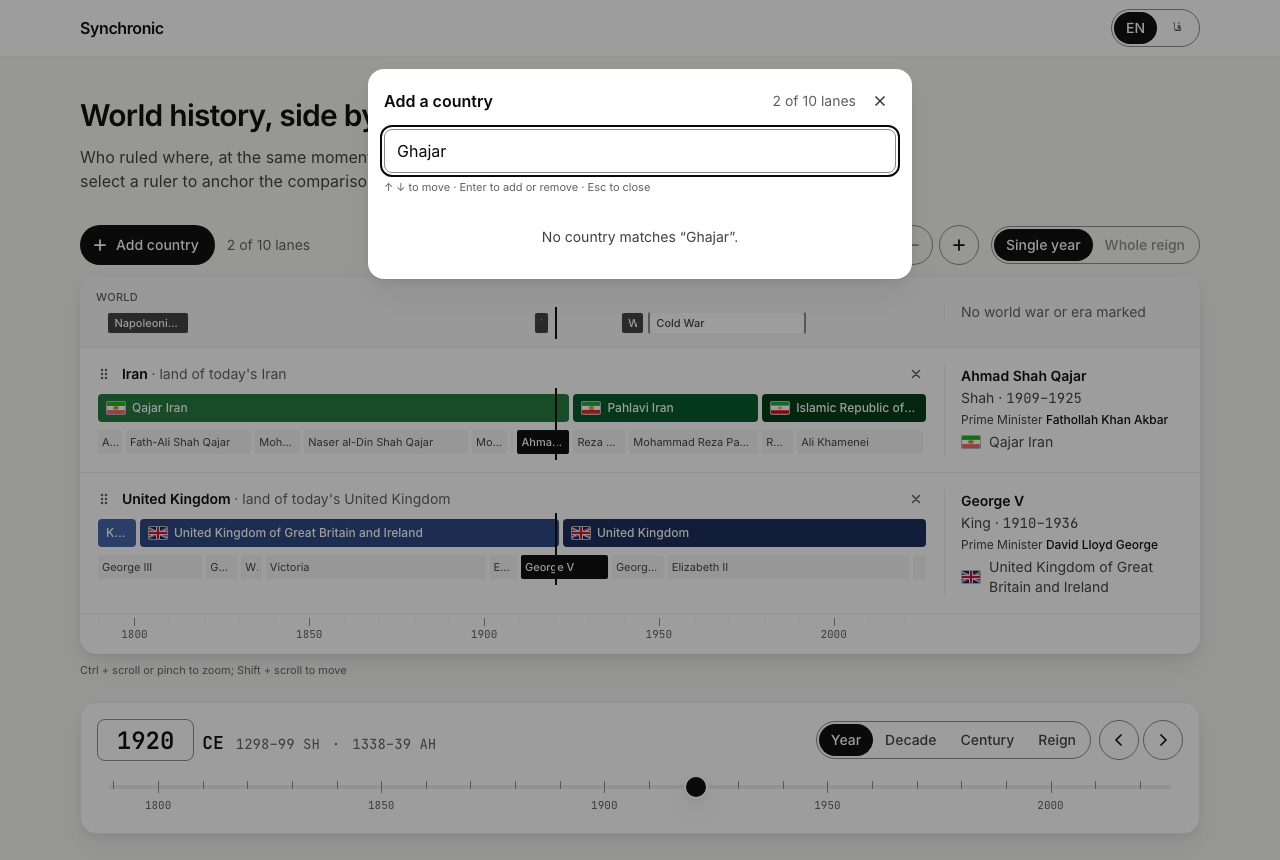 Synchronic
EN
فا
World history, side by
Who ruled where, at the same momen
select a ruler to anchor the compariso
Add a country
2 of 10 lanes
Ghajar
↑ ↓ to move · Enter to add or remove · Esc to close
No country matches “Ghajar”.
Add country
2 of 10 lanes
Single year
Whole reign
WORLD
Napoleoni…
W
Cold War
No world war or era marked
Iran · land of today's Iran
Qajar Iran
Pahlavi Iran
Islamic Republic of…
A…
Fath-Ali Shah Qajar
Moh…
Naser al-Din Shah Qajar
Mo…
Ahma…
Reza …
Mohammad Reza Pa…
R…
Ali Khamenei
Ahmad Shah Qajar
Shah · 1909–1925
Prime Minister Fathollah Khan Akbar
Qajar Iran
United Kingdom · land of today's United Kingdom
K…
United Kingdom of Great Britain and Ireland
United Kingdom
George III
G…
W.
Victoria
E…
George V
Georg…
Elizabeth II
George V
King · 1910–1936
Prime Minister David Lloyd George
United Kingdom of Great
Britain and Ireland
1800
1850
1900
1950
2000
Ctrl + scroll or pinch to zoom; Shift + scroll to move
1920 CE 1298–99 SH · 1338–39 AH
Year
Decade
Century
Reign
1800
1850
1900
1950
2000